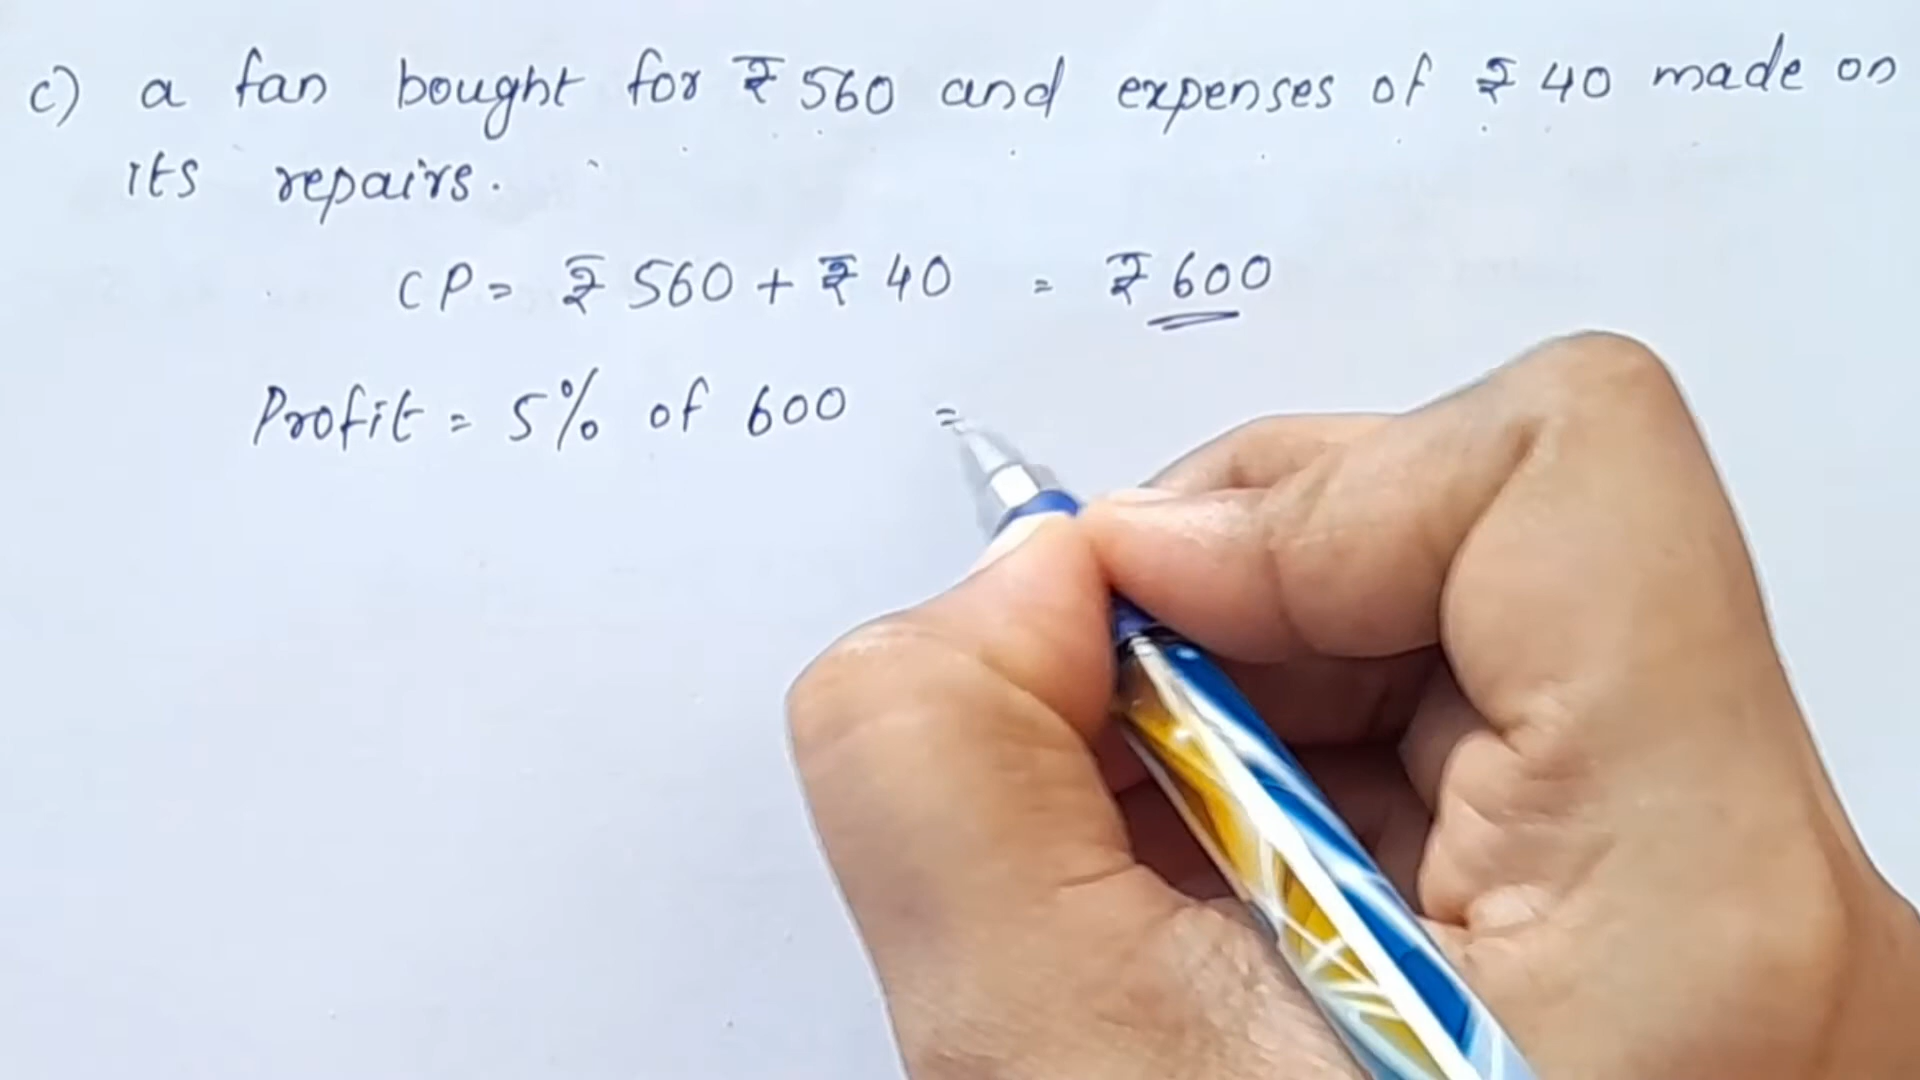 c) a fan bought for ₹ 560 and expenses of ₹ 40 made on
its repairs.
CP = ₹ 560 + ₹ 40 = ₹ 600
Profit = 5% of 600 =